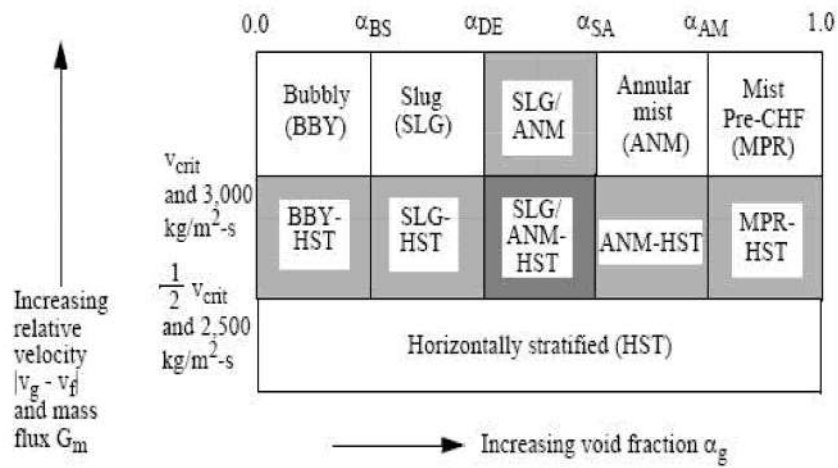 0.0 α_BS α_DE α_SA α_AM 1.0
Bubbly
(BBY)
Slug
(SLG)
SLG/
ANM
Annular
mist
(ANM)
Mist
Pre-CHF
(MPR)
v_crit
and 3,000
kg/m²-s
BBY-
HST
SLG-
HST
SLG/
ANM-
HST
ANM-HST
MPR-
HST
1/2 v_crit
and 2,500
kg/m²-s
Horizontally stratified (HST)
Increasing
relative
velocity
|v_g - v_f|
and mass
flux G_m
Increasing void fraction α_g